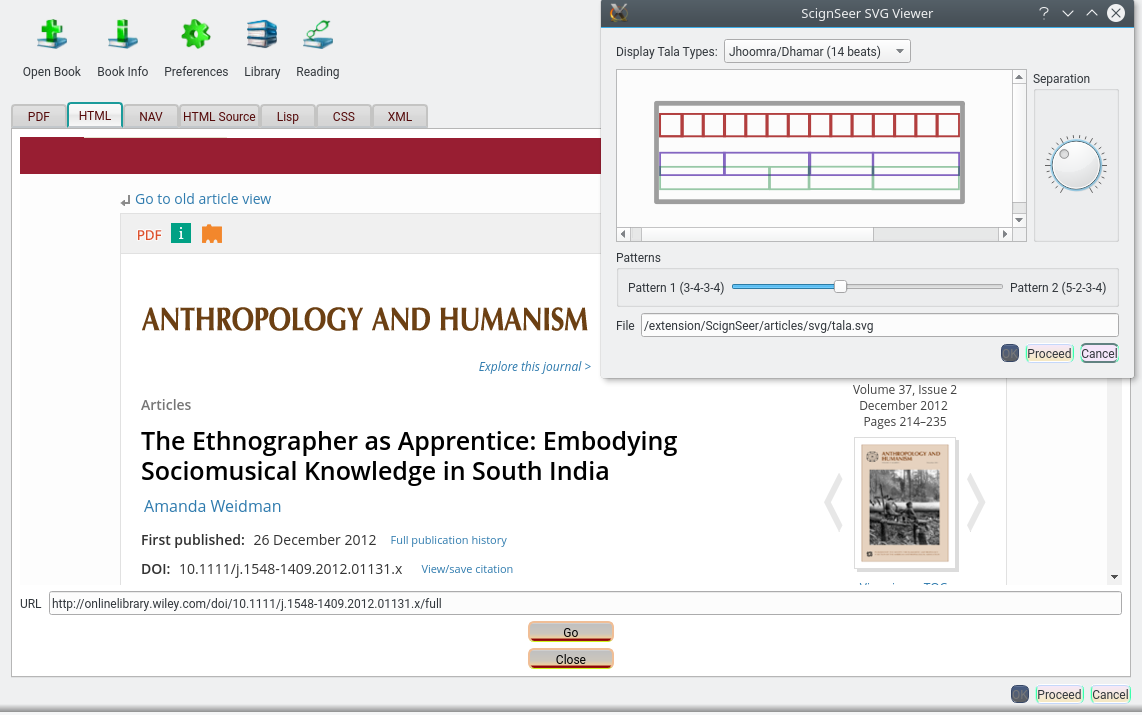 Open Book
Book Info
Preferences
Library
Reading
PDF
HTML
NAV
HTML Source
Lisp
CSS
XML
Go to old article view
PDF
i
ANTHROPOLOGY AND HUMANISM
Explore this journal >
Articles
The Ethnographer as Apprentice: Embodying
Sociomusical Knowledge in South India
Amanda Weidman
First published: 26 December 2012 Full publication history
DOI: 10.1111/j.1548-1409.2012.01131.x View/save citation
Volume 37, Issue 2
December 2012
Pages 214–235
ANTHROPOLOGY AND
HUMANISM
URL http://onlinelibrary.wiley.com/doi/10.1111/j.1548-1409.2012.01131.x/full
Go
Close
OK
Proceed
Cancel
ScignSeer SVG Viewer
?
Display Tala Types: Jhoomra/Dhamar (14 beats)
Separation
Patterns
Pattern 1 (3-4-3-4)
Pattern 2 (5-2-3-4)
File /extension/ScignSeer/articles/svg/tala.svg
OK
Proceed
Cancel